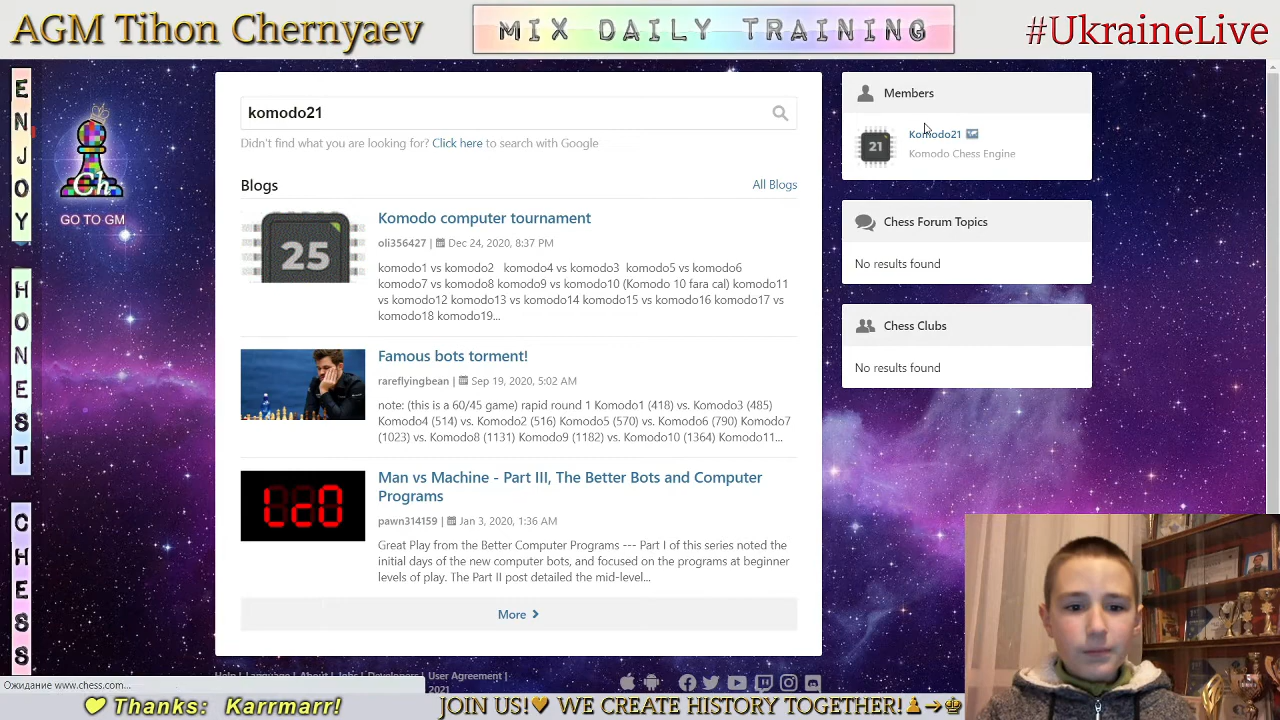 AGM Tihon Chernyaev
MIX DAILY TRAINING
#UkraineLive
ENJOY
HONEST
CHESS
Ch
GO TO GM
komodo21
Didn't find what you are looking for? Click here to search with Google
Blogs
All Blogs
25
Komodo computer tournament
oli356427 | Dec 24, 2020, 8:37 PM
komodo1 vs komodo2 komodo4 vs komodo3 komodo5 vs komodo6
komodo7 vs komodo8 komodo9 vs komodo10 (Komodo 10 fara cal) komodo11
vs komodo12 komodo13 vs komodo14 komodo15 vs komodo16 komodo17 vs
komodo18 komodo19...
Famous bots torment!
rareflyingbean | Sep 19, 2020, 5:02 AM
note: (this is a 60/45 game) rapid round 1 Komodo1 (418) vs. Komodo3 (485)
Komodo4 (514) vs. Komodo2 (516) Komodo5 (570) vs. Komodo6 (790) Komodo7
(1023) vs. Komodo8 (1131) Komodo9 (1182) vs. Komodo10 (1364) Komodo11...
Lc0
Man vs Machine - Part III, The Better Bots and Computer
Programs
pawn314159 | Jan 3, 2020, 1:36 AM
Great Play from the Better Computer Programs --- Part I of this series noted the
initial days of the new computer bots, and focused on the programs at beginner
levels of play. The Part II post detailed the mid-level...
More
Members
21
Komodo21
Komodo Chess Engine
Chess Forum Topics
No results found
Chess Clubs
No results found
Help | Language | About | Jobs | Developers | User Agreement |
2021
Ожидание www.chess.com...
Thanks: Karrmarr!
JOIN US! WE CREATE HISTORY TOGETHER!